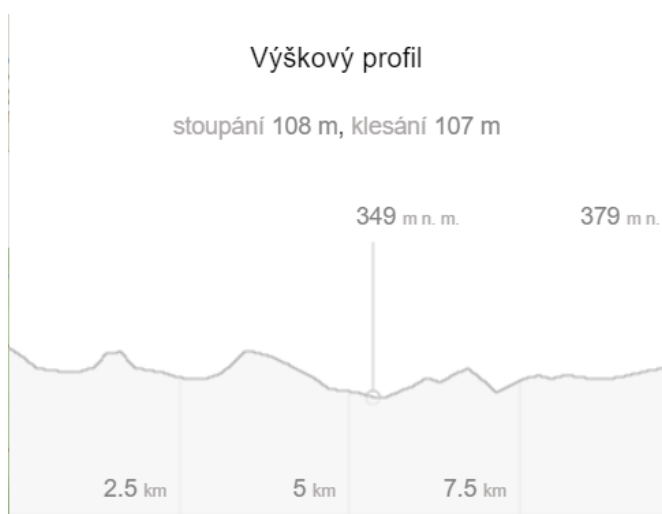 Výškový profil
stoupání 108 m, klesání 107 m
349 m n. m. 379 m n.
2.5 km 5 km 7.5 km